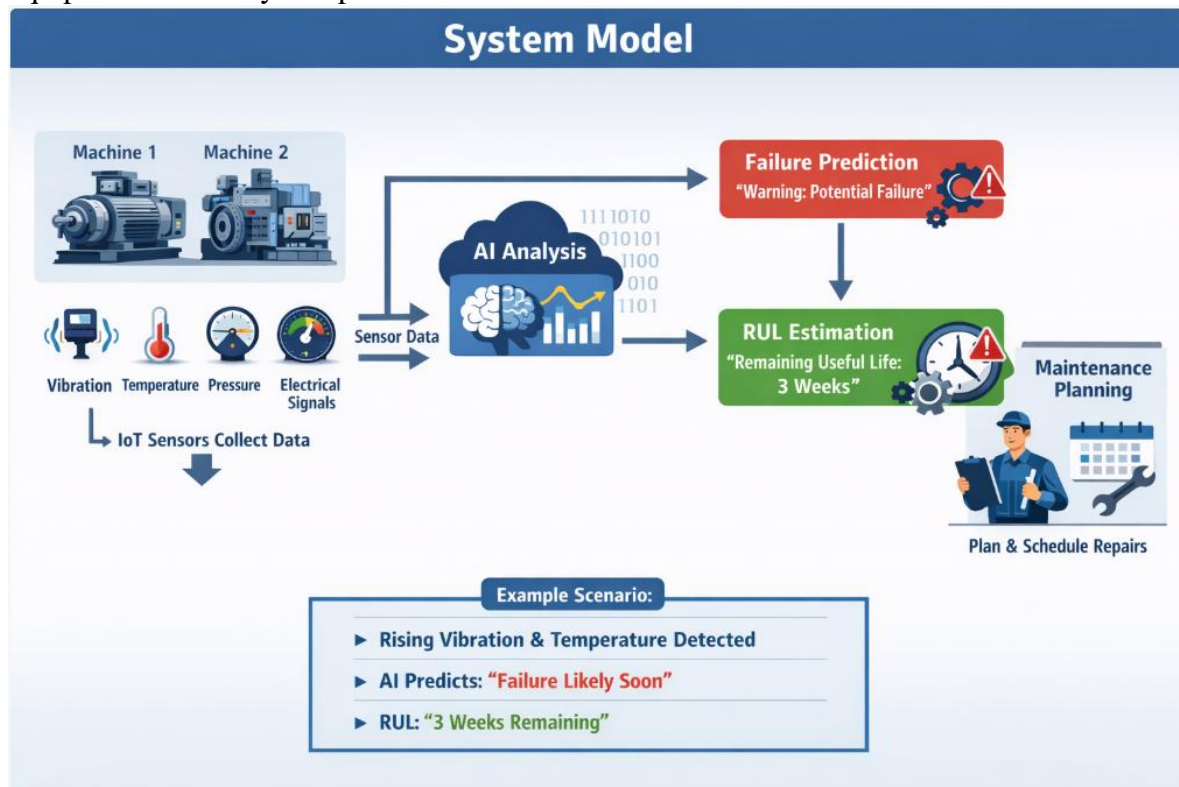 System Model
Machine 1
Machine 2
Vibration
Temperature
Pressure
Electrical
Signals
IoT Sensors Collect Data
Sensor Data
AI Analysis
1111010
010101
1100
010
1101
Failure Prediction
“Warning: Potential Failure”
RUL Estimation
“Remaining Useful Life:
3 Weeks”
Maintenance
Planning
Plan & Schedule Repairs
Example Scenario:
► Rising Vibration & Temperature Detected
► AI Predicts: “Failure Likely Soon”
► RUL: “3 Weeks Remaining”